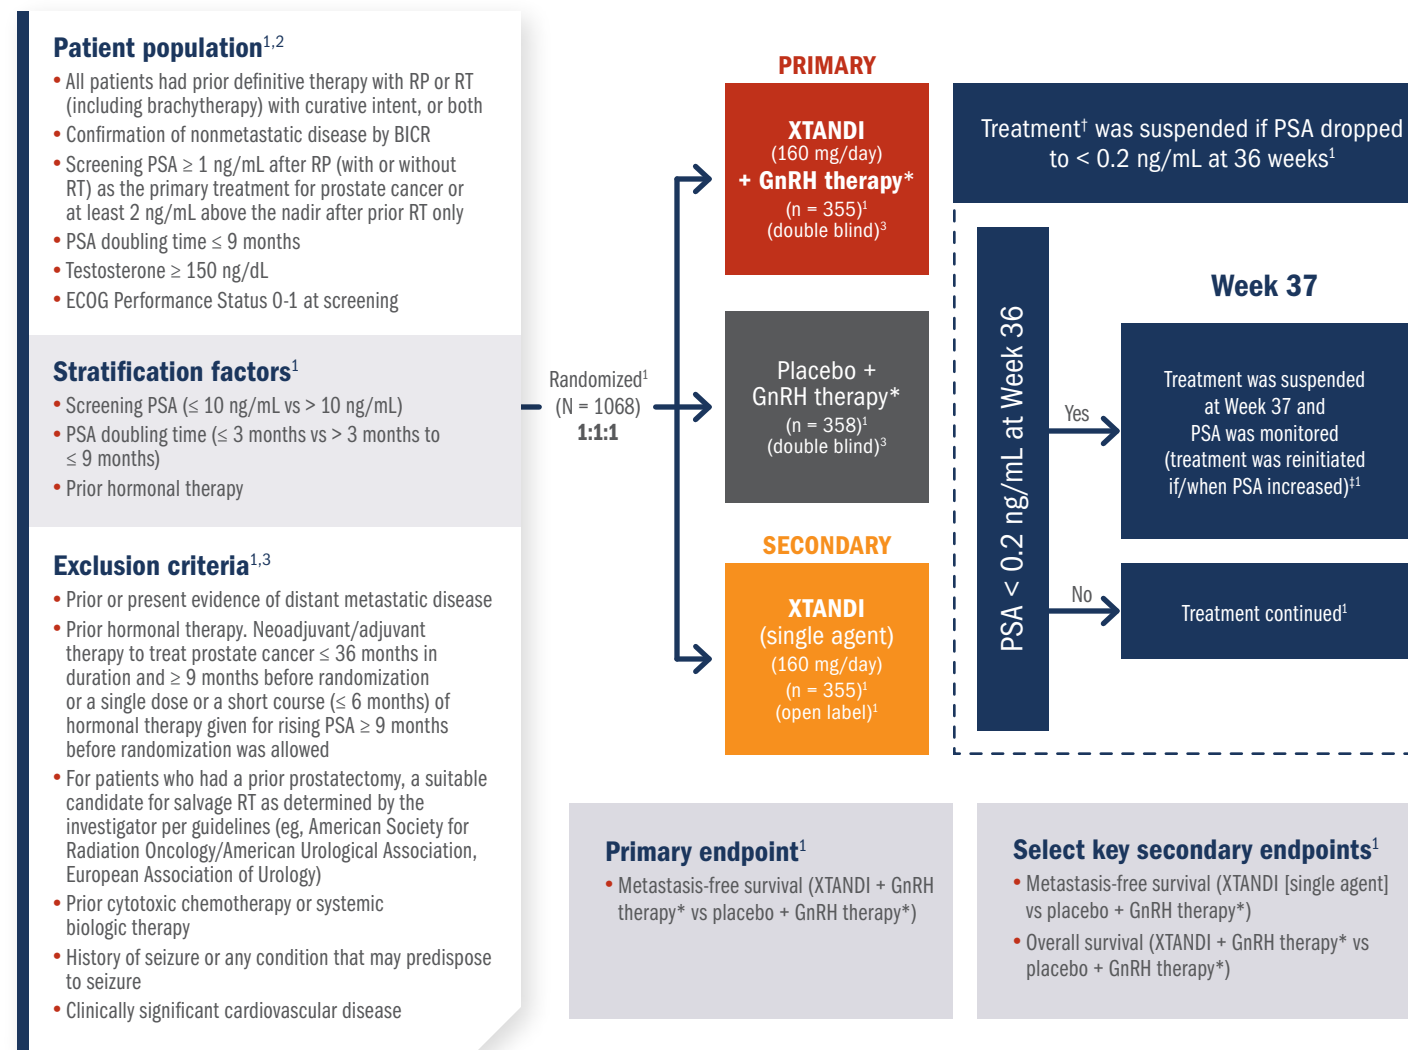 Patient population1,2
• All patients had prior definitive therapy with RP or RT
(including brachytherapy) with curative intent, or both
• Confirmation of nonmetastatic disease by BICR
• Screening PSA ≥ 1 ng/mL after RP (with or without
RT) as the primary treatment for prostate cancer or
at least 2 ng/mL above the nadir after prior RT only
• PSA doubling time ≤ 9 months
• Testosterone ≥ 150 ng/dL
• ECOG Performance Status 0-1 at screening
Stratification factors1
• Screening PSA (≤ 10 ng/mL vs > 10 ng/mL)
• PSA doubling time (≤ 3 months vs > 3 months to
≤ 9 months)
• Prior hormonal therapy
Exclusion criteria1,3
• Prior or present evidence of distant metastatic disease
• Prior hormonal therapy. Neoadjuvant/adjuvant
therapy to treat prostate cancer ≤ 36 months in
duration and ≥ 9 months before randomization
or a single dose or a short course (≤ 6 months) of
hormonal therapy given for rising PSA ≥ 9 months
before randomization was allowed
• For patients who had a prior prostatectomy, a suitable
candidate for salvage RT as determined by the
investigator per guidelines (eg, American Society for
Radiation Oncology/American Urological Association,
European Association of Urology)
• Prior cytotoxic chemotherapy or systemic
biologic therapy
• History of seizure or any condition that may predispose
to seizure
• Clinically significant cardiovascular disease
Randomized1
(N = 1068)
1:1:1
PRIMARY
XTANDI
(160 mg/day)
+ GnRH therapy*
(n = 355)1
(double blind)3
Placebo +
GnRH therapy*
(n = 358)1
(double blind)3
SECONDARY
XTANDI
(single agent)
(160 mg/day)
(n = 355)1
(open label)1
Treatment† was suspended if PSA dropped
to < 0.2 ng/mL at 36 weeks1
PSA < 0.2 ng/mL at Week 36
Week 37
Yes
Treatment was suspended
at Week 37 and
PSA was monitored
(treatment was reinitiated
if/when PSA increased)‡1
No
Treatment continued1
Primary endpoint1
• Metastasis-free survival (XTANDI + GnRH
therapy* vs placebo + GnRH therapy*)
Select key secondary endpoints1
• Metastasis-free survival (XTANDI [single agent]
vs placebo + GnRH therapy*)
• Overall survival (XTANDI + GnRH therapy* vs
placebo + GnRH therapy*)